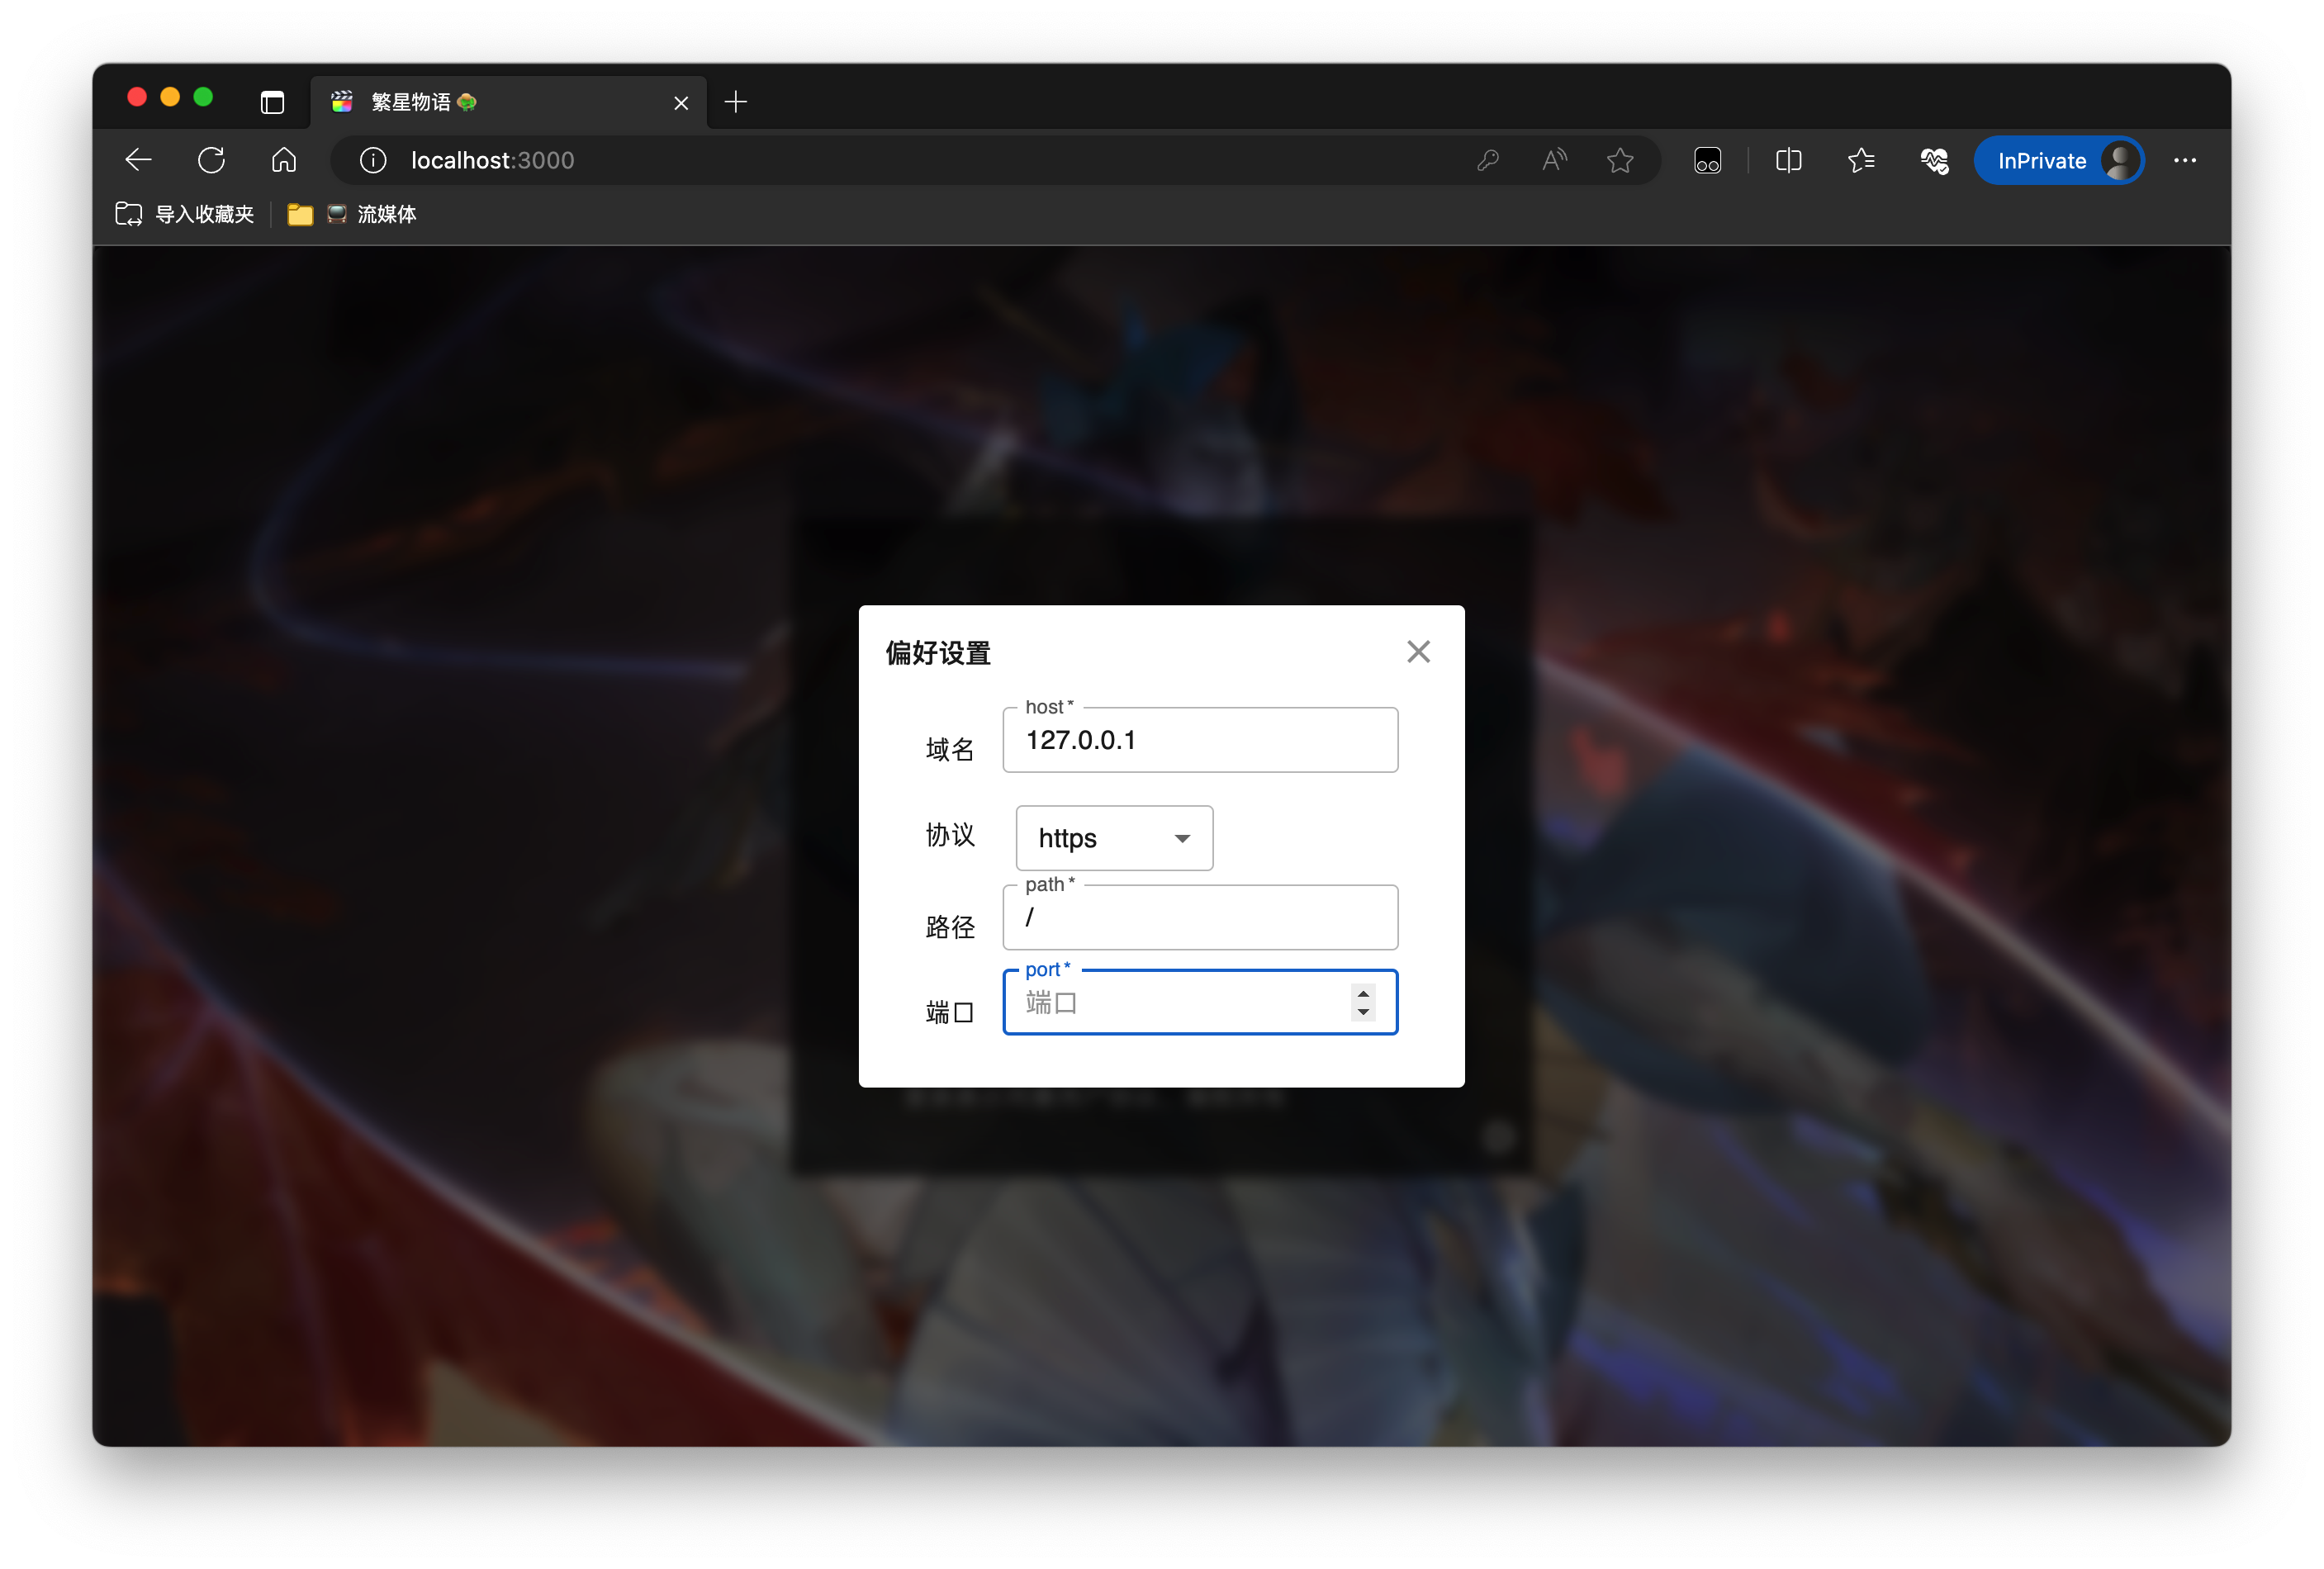 繁星物语
localhost:3000
InPrivate
导入收藏夹
流媒体
偏好设置
host *
域名
127.0.0.1
协议
https
path *
路径
/
port *
端口
端口